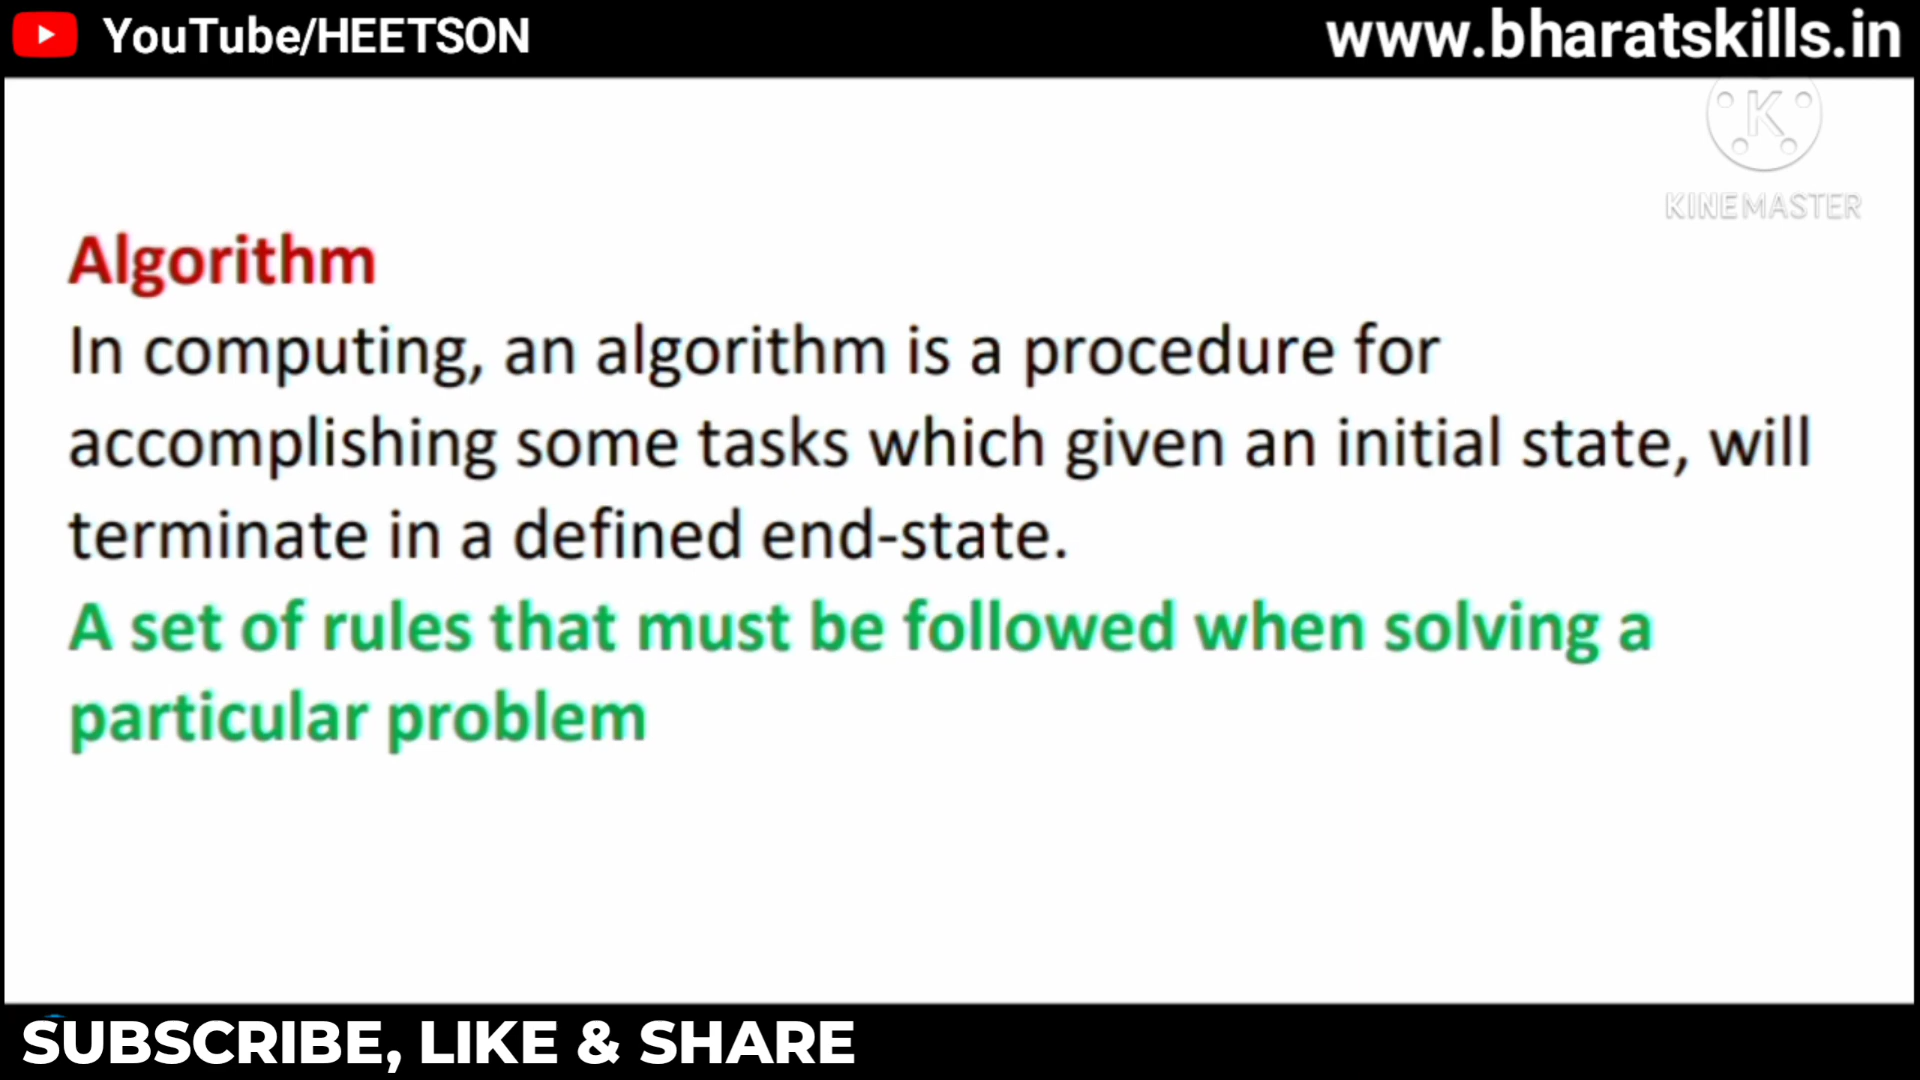 YouTube/HEETSON
www.bharatskills.in
K
KINEMASTER
Algorithm
In computing, an algorithm is a procedure for
accomplishing some tasks which given an initial state, will
terminate in a defined end-state.
A set of rules that must be followed when solving a
particular problem
SUBSCRIBE, LIKE & SHARE